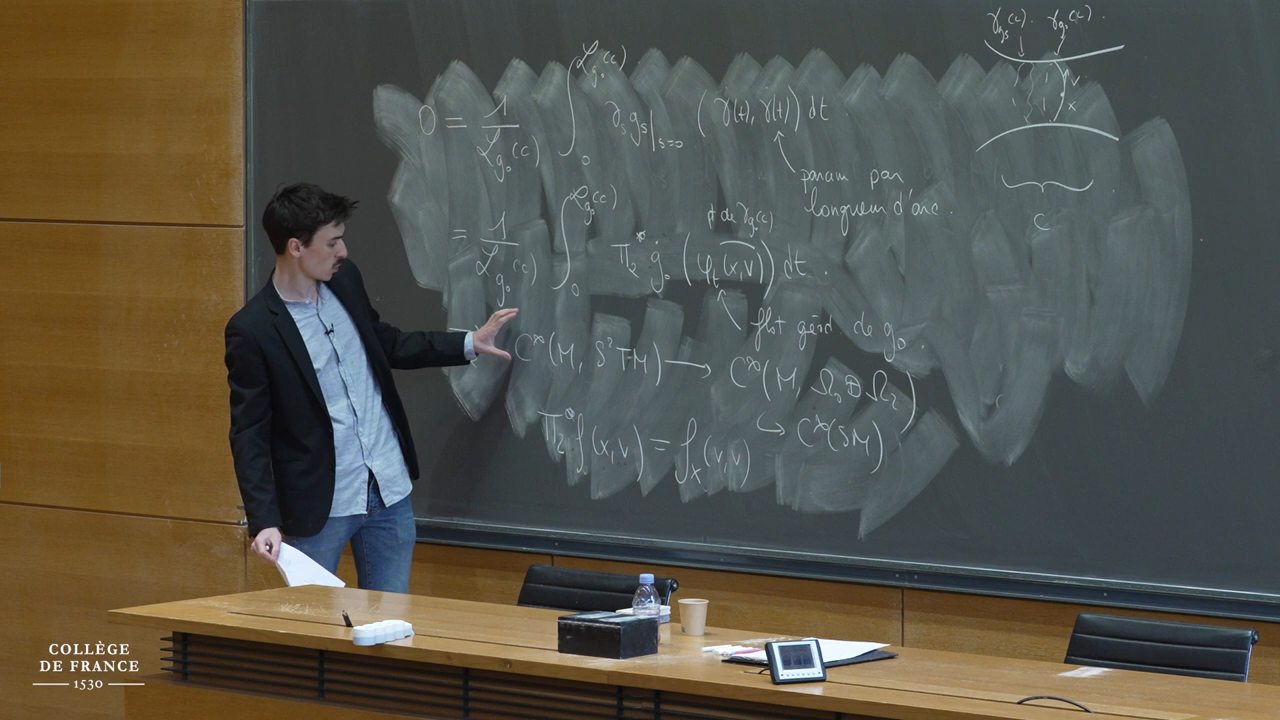 γ_{g_s}(c). γ_{g_0}(c).
0 = 1/ℒ_{g_0}(c) ∫_0^{ℒ_{g_0}(c)} ∂_s g_s|_{s=0} (γ̇(t), γ̇(t)) dt
v
x
param par
longueur d'arc.
c
pt de γ_{g_0}(c)
= 1/ℒ_{g_0}(c) ∫_0^{ℒ_{g_0}(c)} π_2^* ġ_0 (φ_t(x,v)) dt.
flot géod de g_0.
C^∞(M, S²T*M) → C^∞(M, Ω_0 ⊕ Ω_2)
↪ C^∞(SM)
π_2^* f(x,v) = f_x(v,v)
COLLÈGE
DE FRANCE
1530